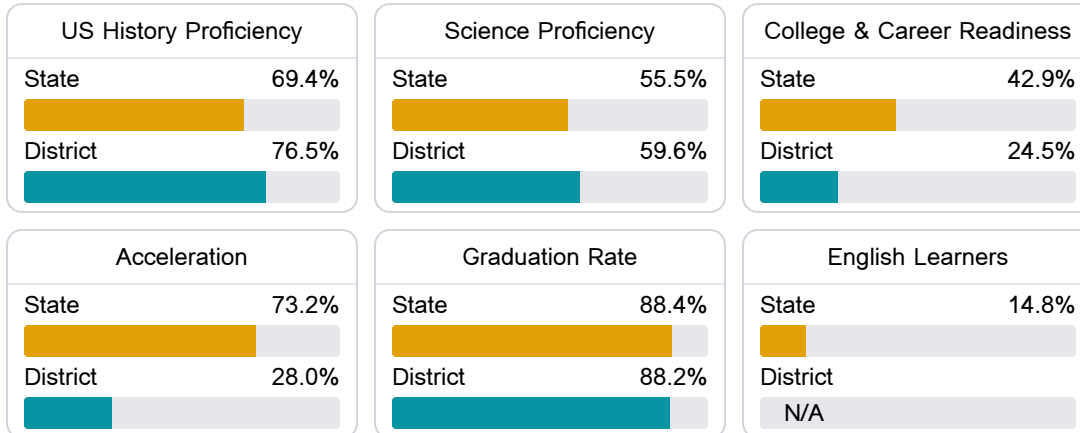 US History Proficiency
State 69.4%
District 76.5%
Science Proficiency
State 55.5%
District 59.6%
College & Career Readiness
State 42.9%
District 24.5%
Acceleration
State 73.2%
District 28.0%
Graduation Rate
State 88.4%
District 88.2%
English Learners
State 14.8%
District
N/A